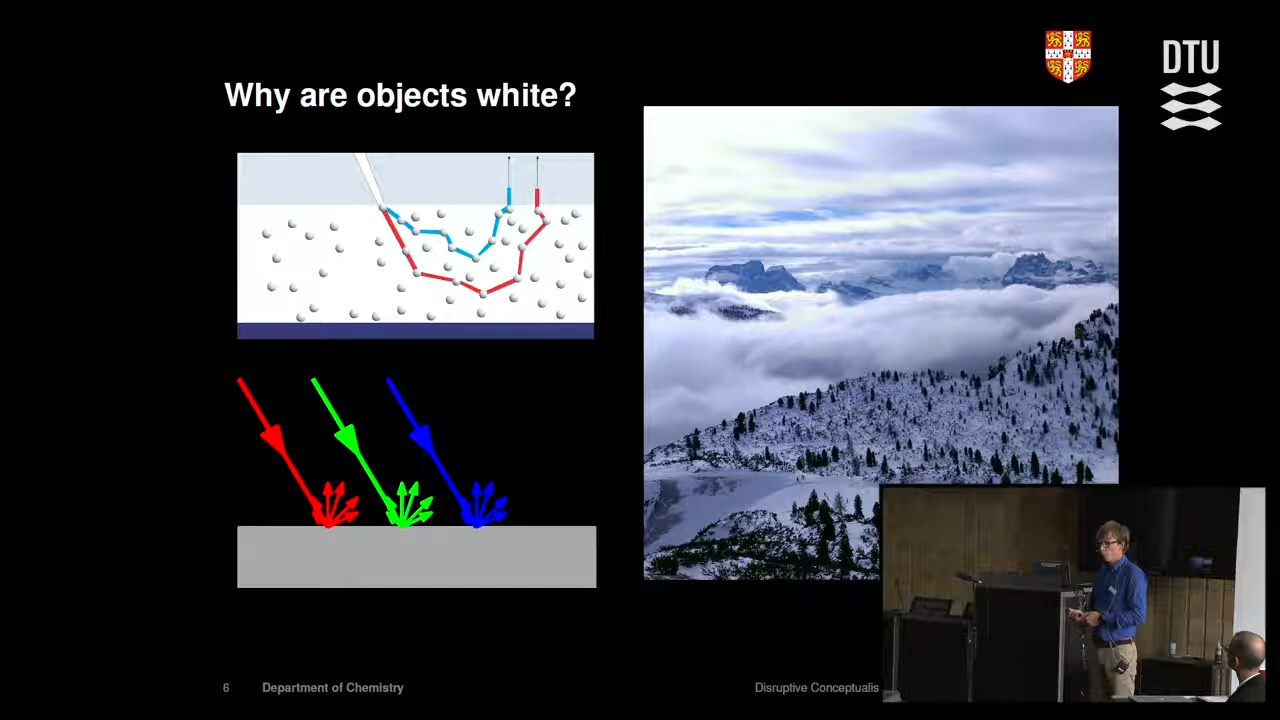 DTU
Why are objects white?
6
Department of Chemistry
Disruptive Conceptualis